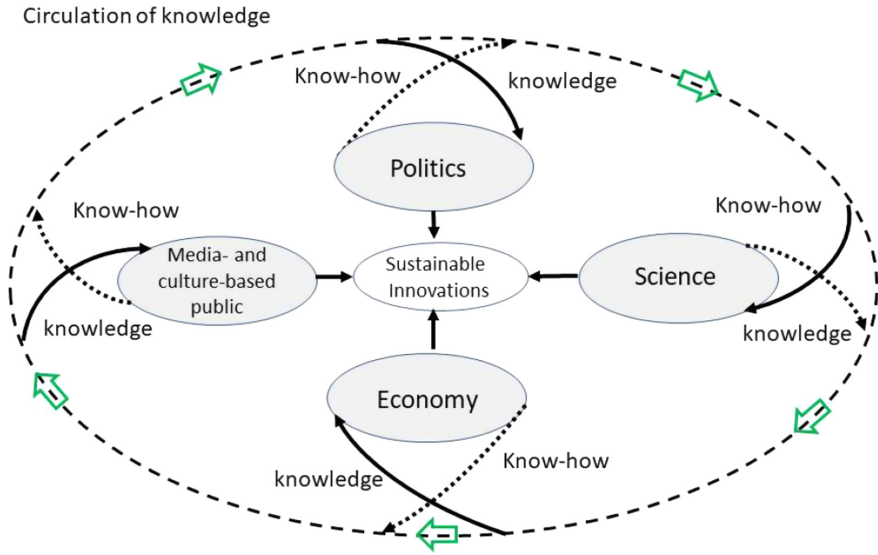 Circulation of knowledge
Know-how
knowledge
Politics
Know-how
Know-how
Media- and
culture-based
public
Sustainable
Innovations
Science
knowledge
knowledge
Economy
Know-how
knowledge